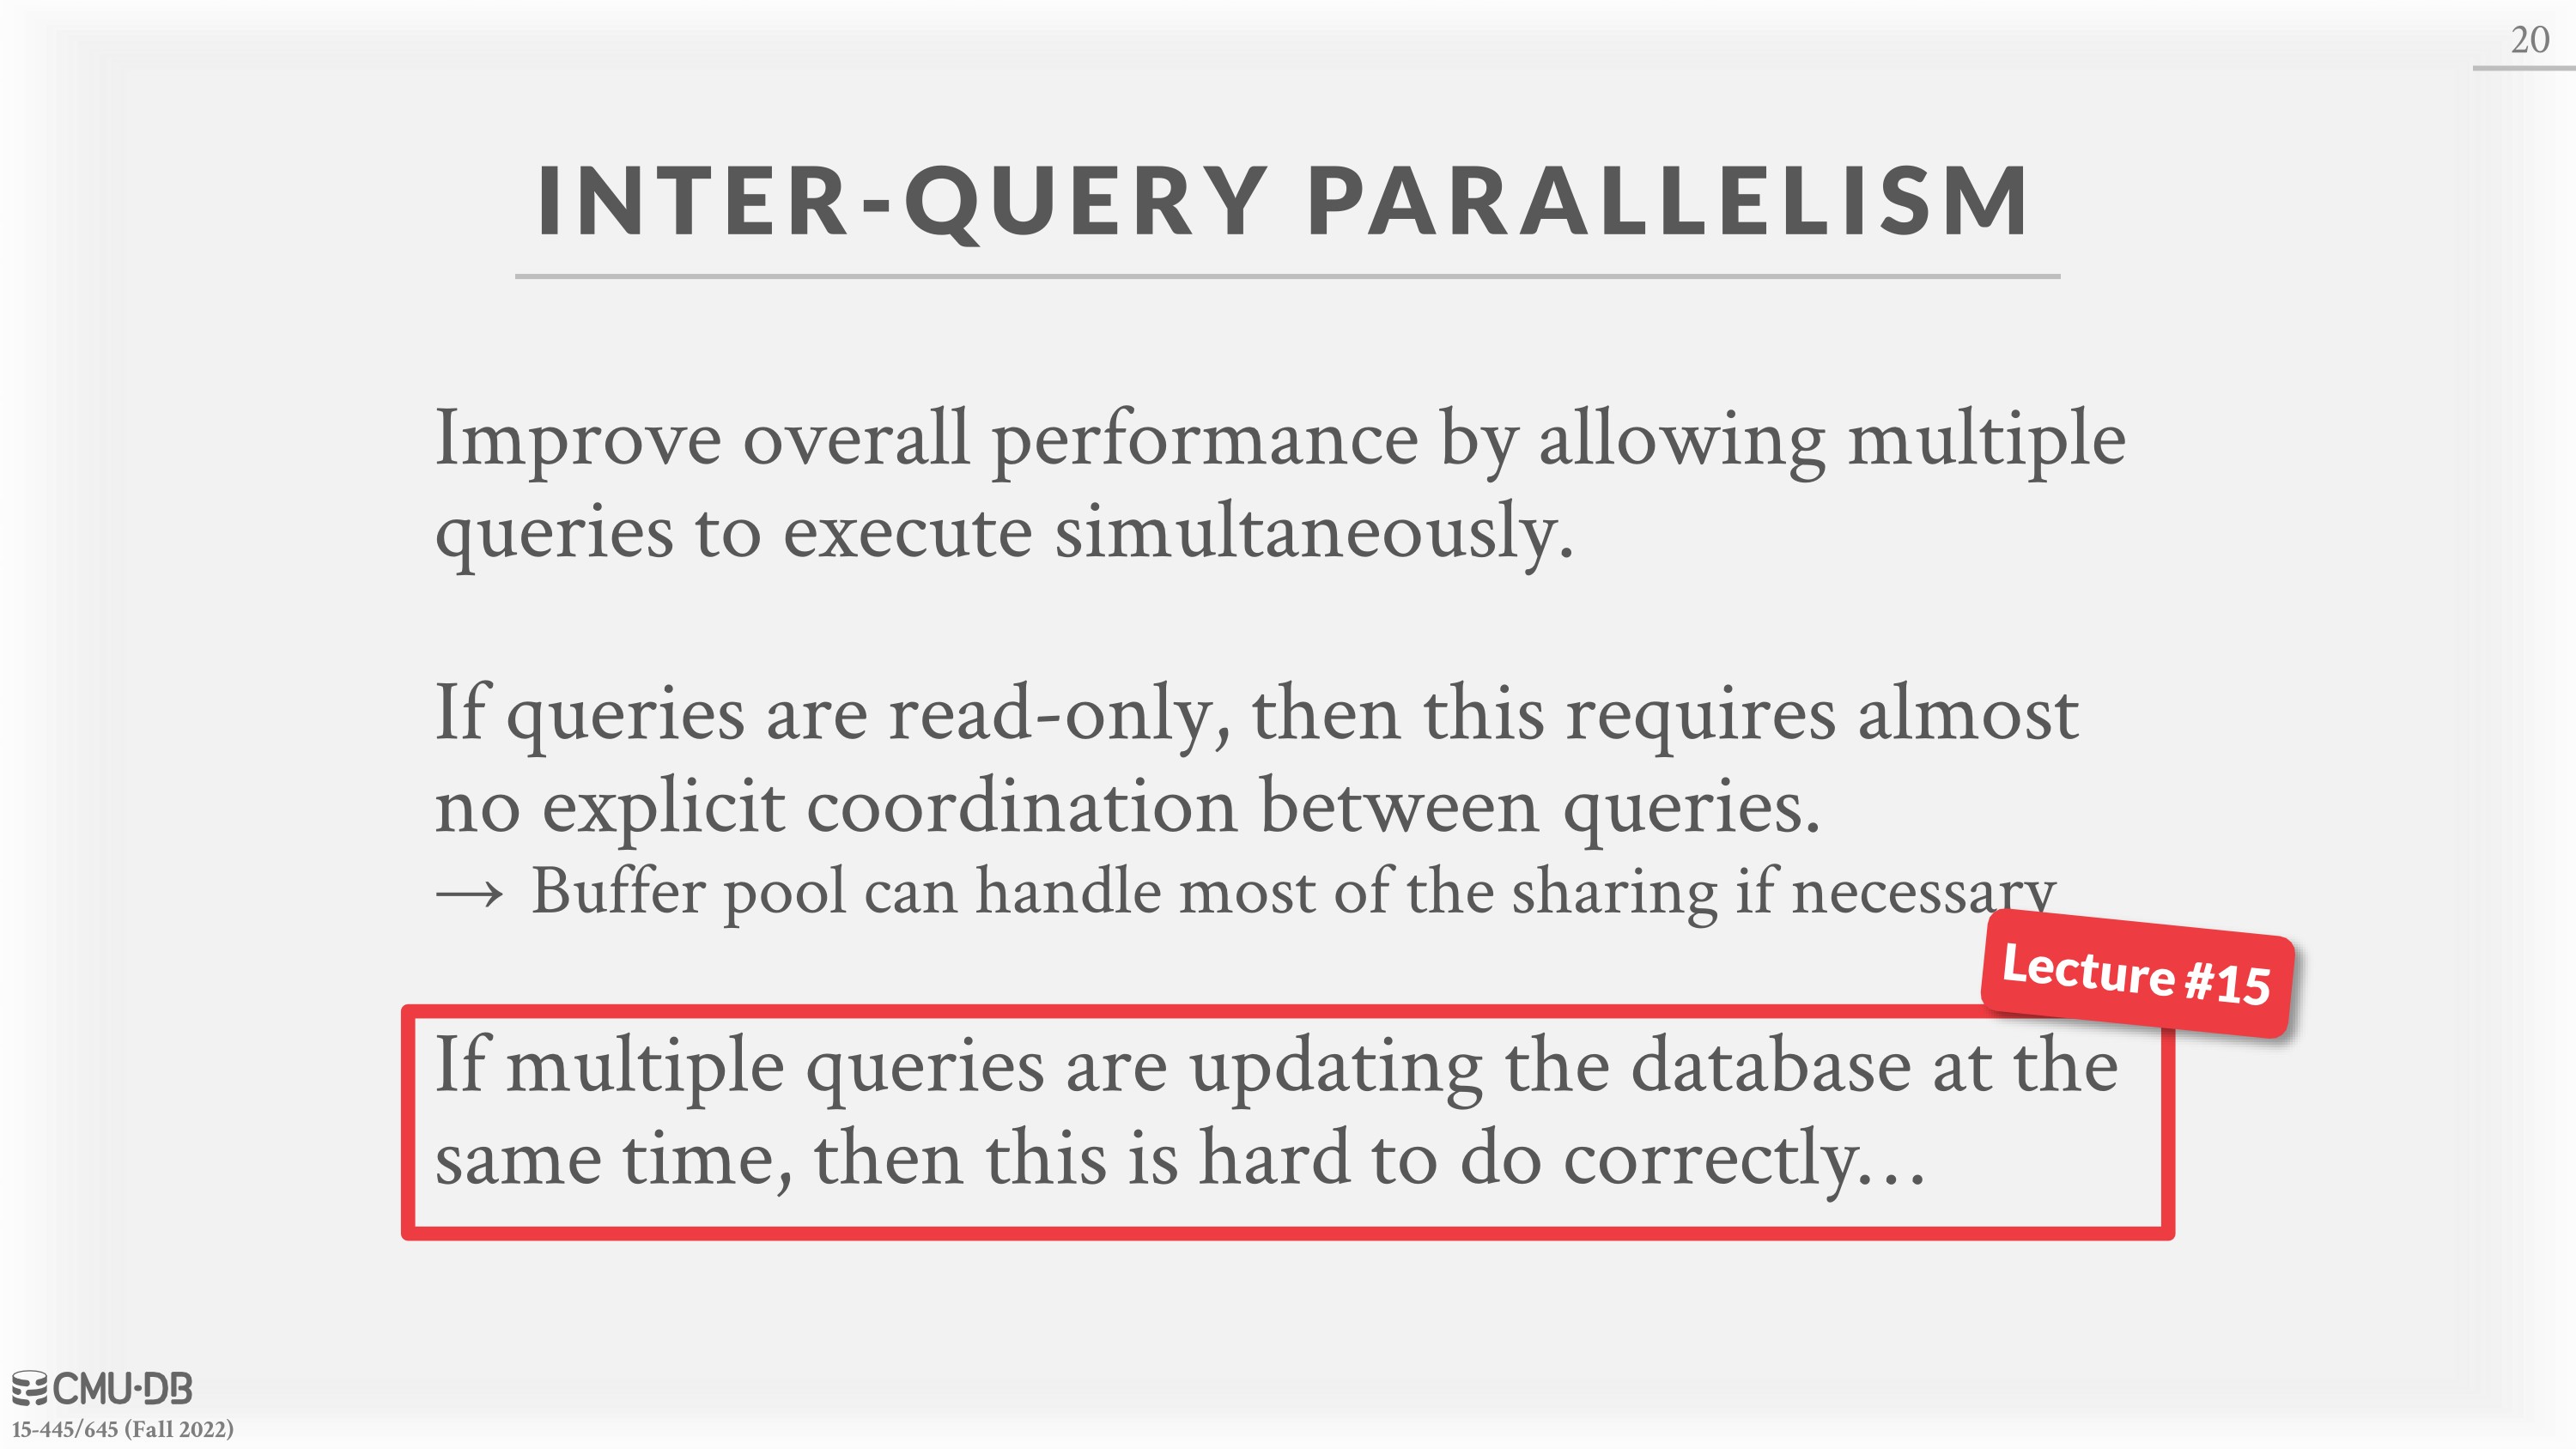 20
INTER-QUERY PARALLELISM
Improve overall performance by allowing multiple
queries to execute simultaneously.
If queries are read-only, then this requires almost
no explicit coordination between queries.
→ Buffer pool can handle most of the sharing if necessary
Lecture #15
If multiple queries are updating the database at the
same time, then this is hard to do correctly…
CMU·DB
15-445/645 (Fall 2022)